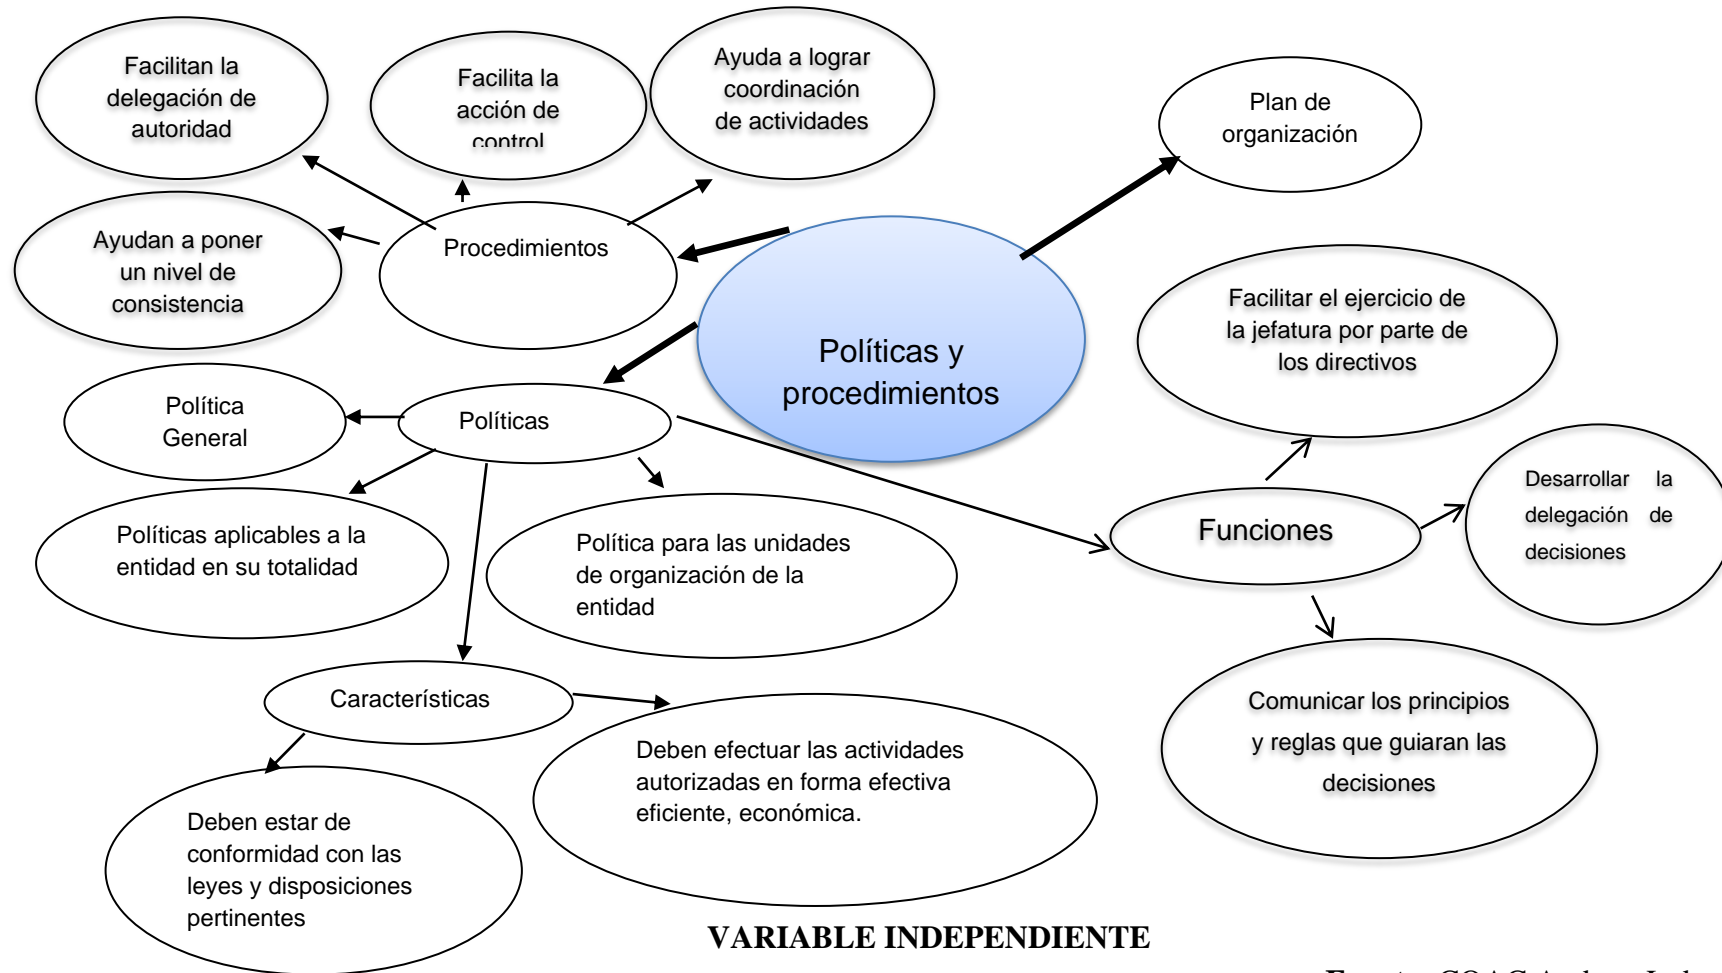 Facilitan la
delegación de
autoridad
Facilita la
acción de
control
Ayuda a lograr
coordinación
de actividades
Plan de
organización
Ayudan a poner
un nivel de
consistencia
Procedimientos
Políticas y
procedimientos
Facilitar el ejercicio de
la jefatura por parte de
los directivos
Política
General
Políticas
Desarrollar la
delegación de
decisiones
Funciones
Políticas aplicables a la
entidad en su totalidad
Política para las unidades
de organización de la
entidad
Características
Comunicar los principios
y reglas que guiaran las
decisiones
Deben efectuar las actividades
autorizadas en forma efectiva
eficiente, económica.
Deben estar de
conformidad con las
leyes y disposiciones
pertinentes
VARIABLE INDEPENDIENTE